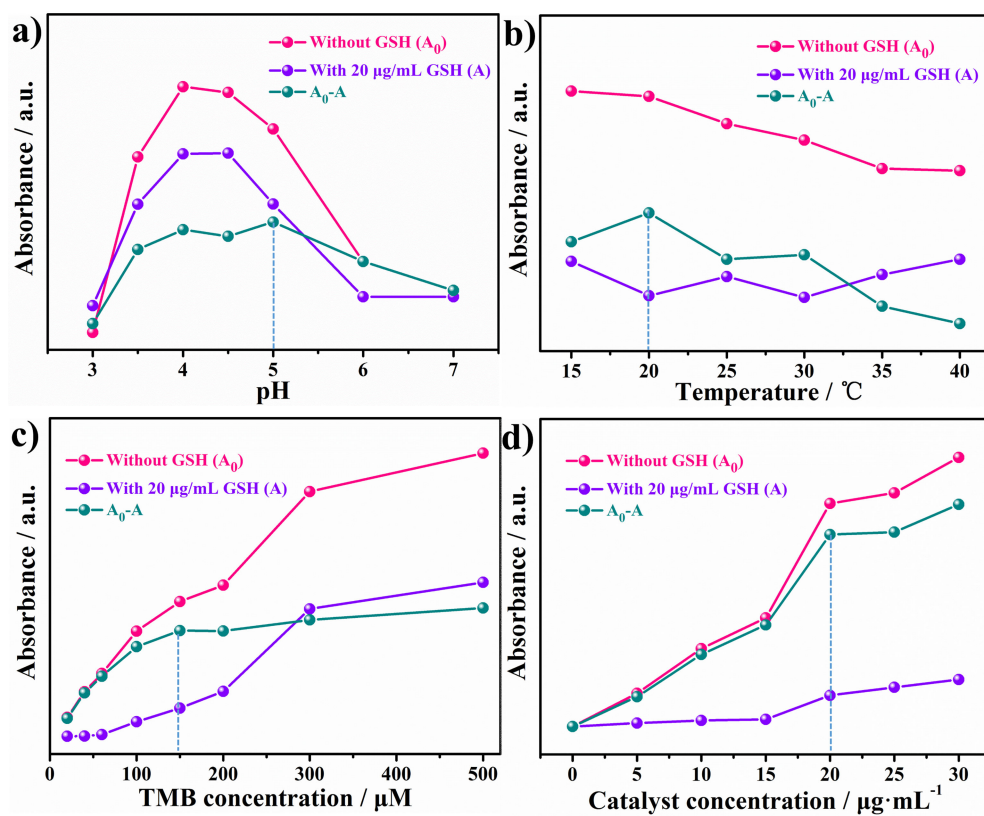 a)
Without GSH (A₀)
With 20 μg/mL GSH (A)
A₀-A
Absorbance / a.u.
3 4 5 6 7
pH
b)
Without GSH (A₀)
With 20 μg/mL GSH (A)
A₀-A
Absorbance / a.u.
15 20 25 30 35 40
Temperature / ℃
c)
Without GSH (A₀)
With 20 μg/mL GSH (A)
A₀-A
Absorbance / a.u.
0 100 200 300 400 500
TMB concentration / μM
d)
Without GSH (A₀)
With 20 μg/mL GSH (A)
A₀-A
Absorbance / a.u.
0 5 10 15 20 25 30
Catalyst concentration / μg·mL⁻¹